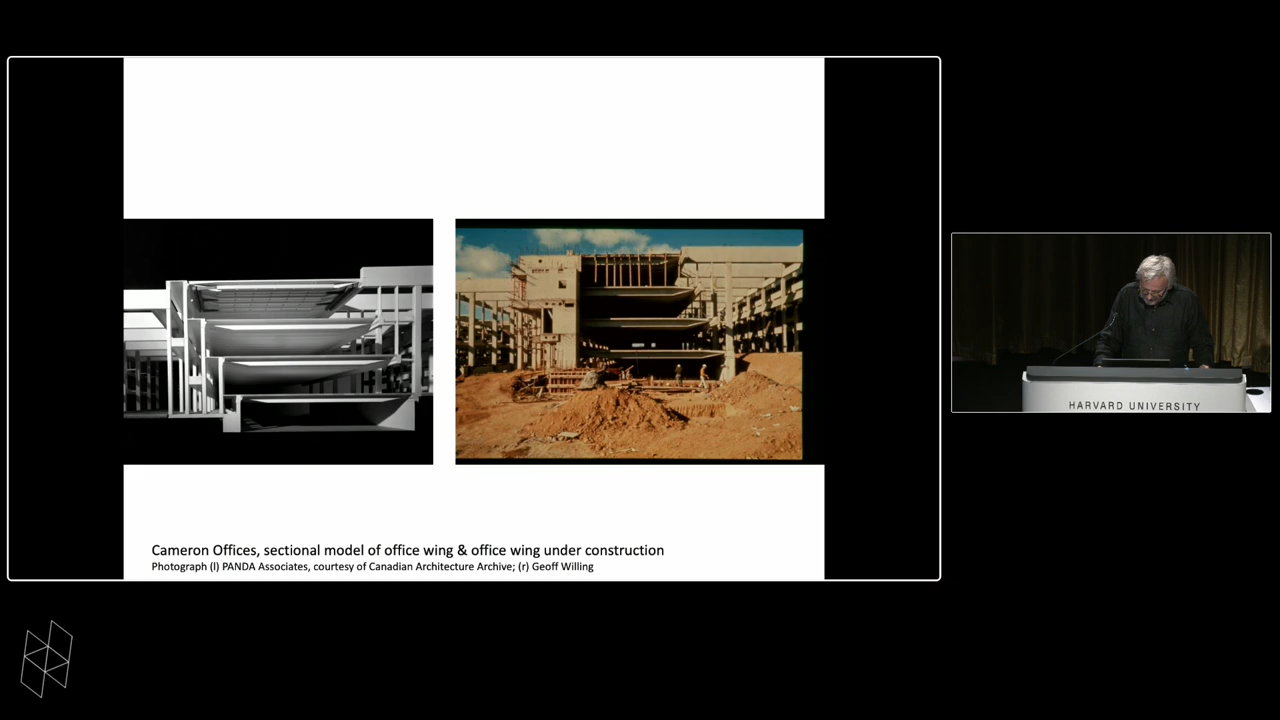 HARVARD UNIVERSITY
Cameron Offices, sectional model of office wing & office wing under construction
Photograph (l) PANDA Associates, courtesy of Canadian Architecture Archive; (r) Geoff Willing